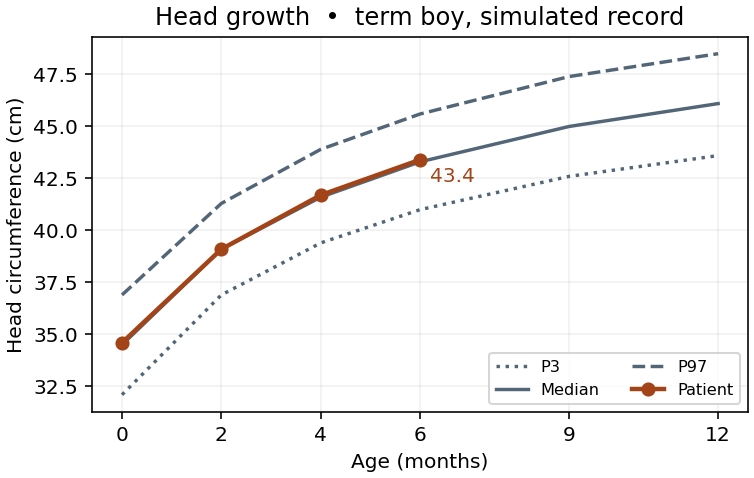 Head growth • term boy, simulated record
Head circumference (cm)
47.5
45.0
42.5
40.0
37.5
35.0
32.5
43.4
P3
Median
P97
Patient
0 2 4 6 9 12
Age (months)